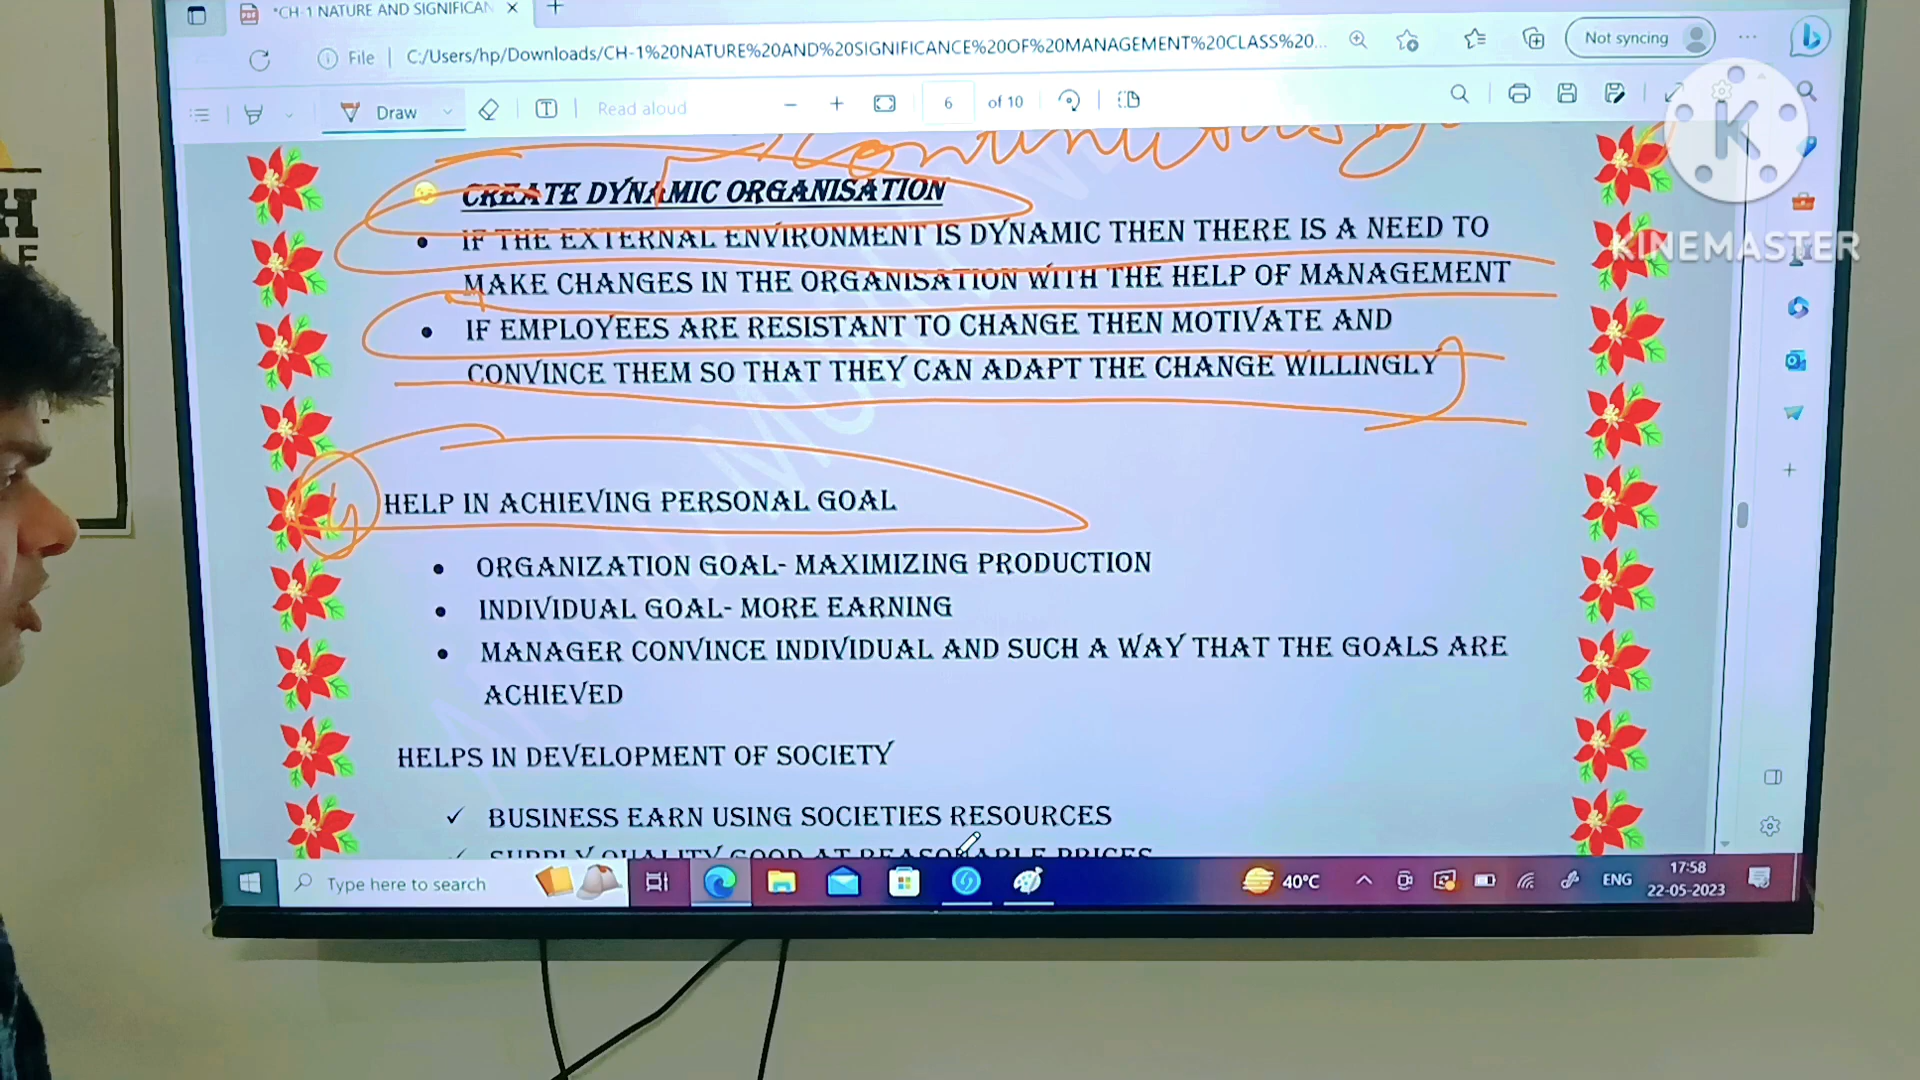 *CH-1 NATURE AND SIGNIFICAN
File
C:/Users/hp/Downloads/CH-1%20NATURE%20AND%20SIGNIFICANCE%20OF%20MANAGEMENT%20CLASS%20...
Not syncing
Draw
Read aloud
6 of 10
K
KINEMASTER
CREATE DYNAMIC ORGANISATION
IF THE EXTERNAL ENVIRONMENT IS DYNAMIC THEN THERE IS A NEED TO
MAKE CHANGES IN THE ORGANISATION WITH THE HELP OF MANAGEMENT
IF EMPLOYEES ARE RESISTANT TO CHANGE THEN MOTIVATE AND
CONVINCE THEM SO THAT THEY CAN ADAPT THE CHANGE WILLINGLY
HELP IN ACHIEVING PERSONAL GOAL
ORGANIZATION GOAL- MAXIMIZING PRODUCTION
INDIVIDUAL GOAL- MORE EARNING
MANAGER CONVINCE INDIVIDUAL AND SUCH A WAY THAT THE GOALS ARE
ACHIEVED
HELPS IN DEVELOPMENT OF SOCIETY
BUSINESS EARN USING SOCIETIES RESOURCES
SUPPLY QUALITY GOOD AT REASONABLE PRICES
Type here to search
40°C
ENG
17:58
22-05-2023